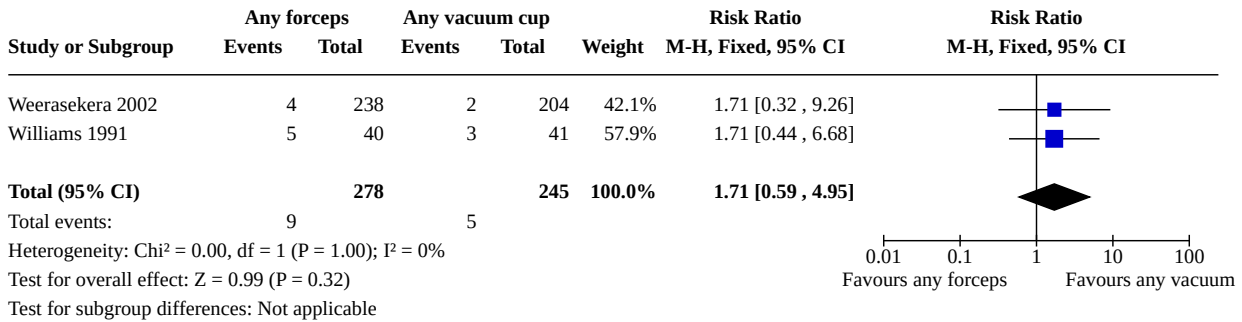 Any forceps Any vacuum cup Risk Ratio Risk Ratio
Study or Subgroup Events Total Events Total Weight M-H, Fixed, 95% CI M-H, Fixed, 95% CI
Weerasekera 2002 4 238 2 204 42.1% 1.71 [0.32 , 9.26]
Williams 1991 5 40 3 41 57.9% 1.71 [0.44 , 6.68]
Total (95% CI) 278 245 100.0% 1.71 [0.59 , 4.95]
Total events: 9 5
Heterogeneity: Chi² = 0.00, df = 1 (P = 1.00); I² = 0%
0.01 0.1 1 10 100
Test for overall effect: Z = 0.99 (P = 0.32)
Favours any forceps Favours any vacuum
Test for subgroup differences: Not applicable